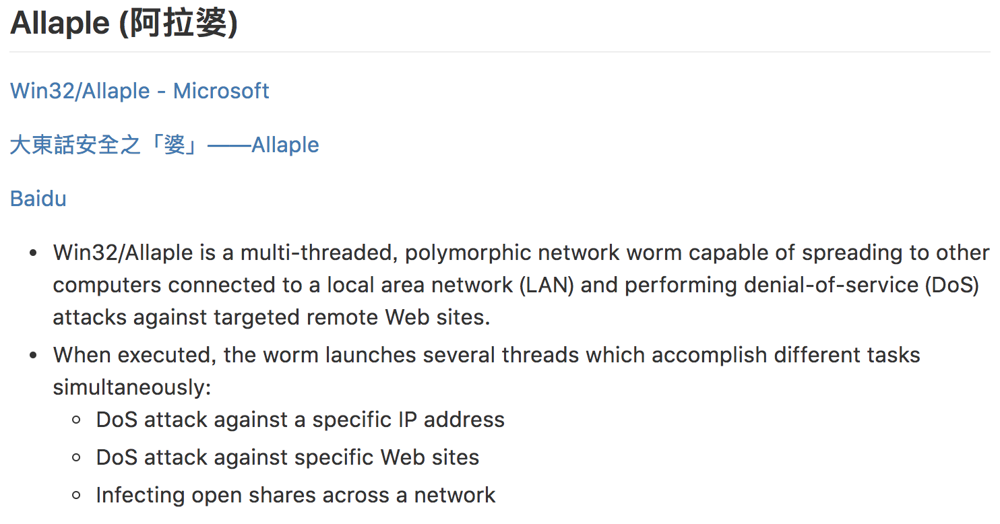 Allaple (阿拉婆)
Win32/Allaple - Microsoft
大東話安全之「婆」——Allaple
Baidu
• Win32/Allaple is a multi-threaded, polymorphic network worm capable of spreading to other
computers connected to a local area network (LAN) and performing denial-of-service (DoS)
attacks against targeted remote Web sites.
• When executed, the worm launches several threads which accomplish different tasks
simultaneously:
◦ DoS attack against a specific IP address
◦ DoS attack against specific Web sites
◦ Infecting open shares across a network